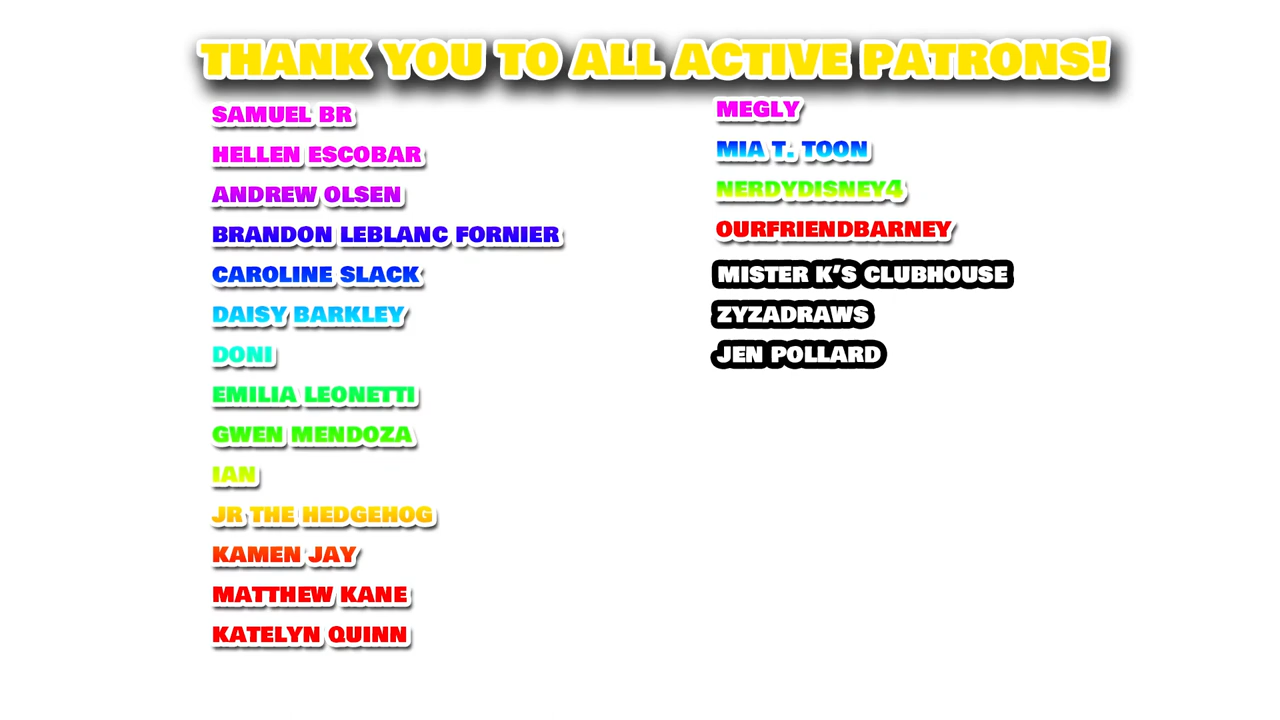 THANK YOU TO ALL ACTIVE PATRONS!
SAMUEL BR
HELLEN ESCOBAR
ANDREW OLSEN
BRANDON LEBLANC FORNIER
CAROLINE SLACK
DAISY BARKLEY
DONI
EMILIA LEONETTI
GWEN MENDOZA
IAN
JR THE HEDGEHOG
KAMEN JAY
MATTHEW KANE
KATELYN QUINN
MEGLY
MIA T. TOON
NERDYDISNEY4
OURFRIENDBARNEY
MISTER K'S CLUBHOUSE
ZYZADRAWS
JEN POLLARD